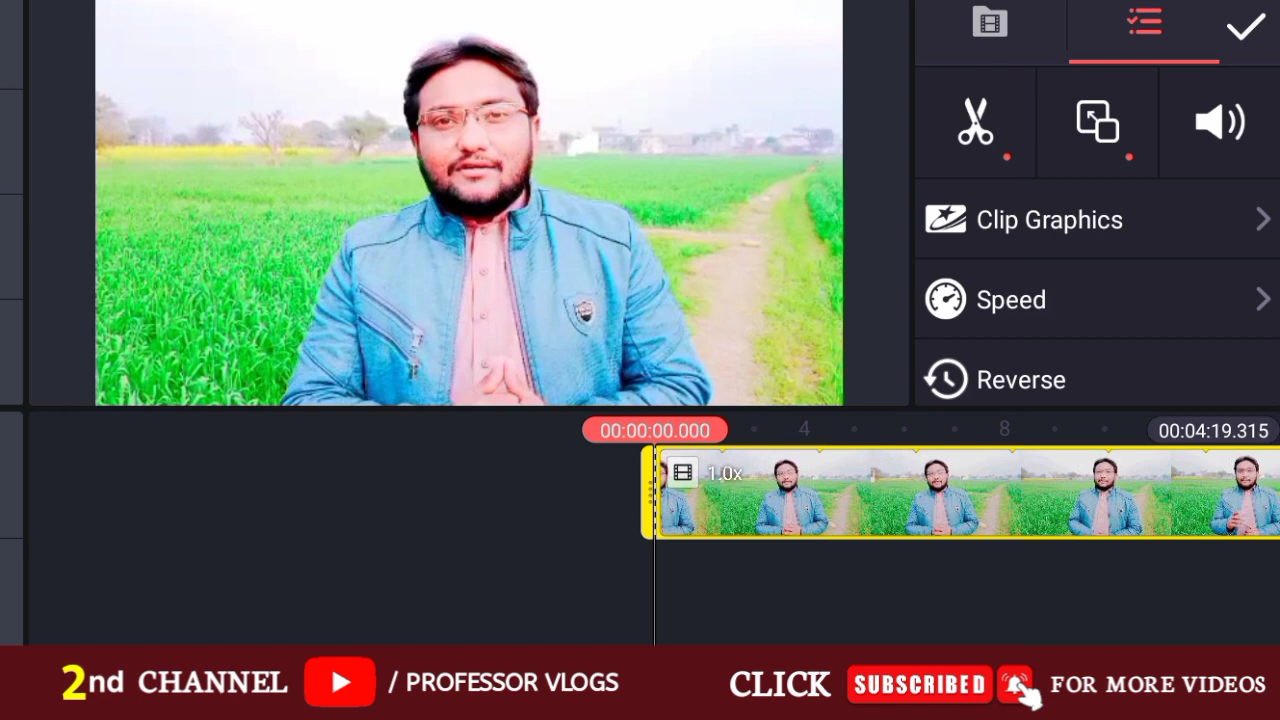 Clip Graphics
Speed
Reverse
00:00:00.000
4
8
00:04:19.315
1.0x
2nd CHANNEL / PROFESSOR VLOGS CLICK SUBSCRIBED FOR MORE VIDEOS